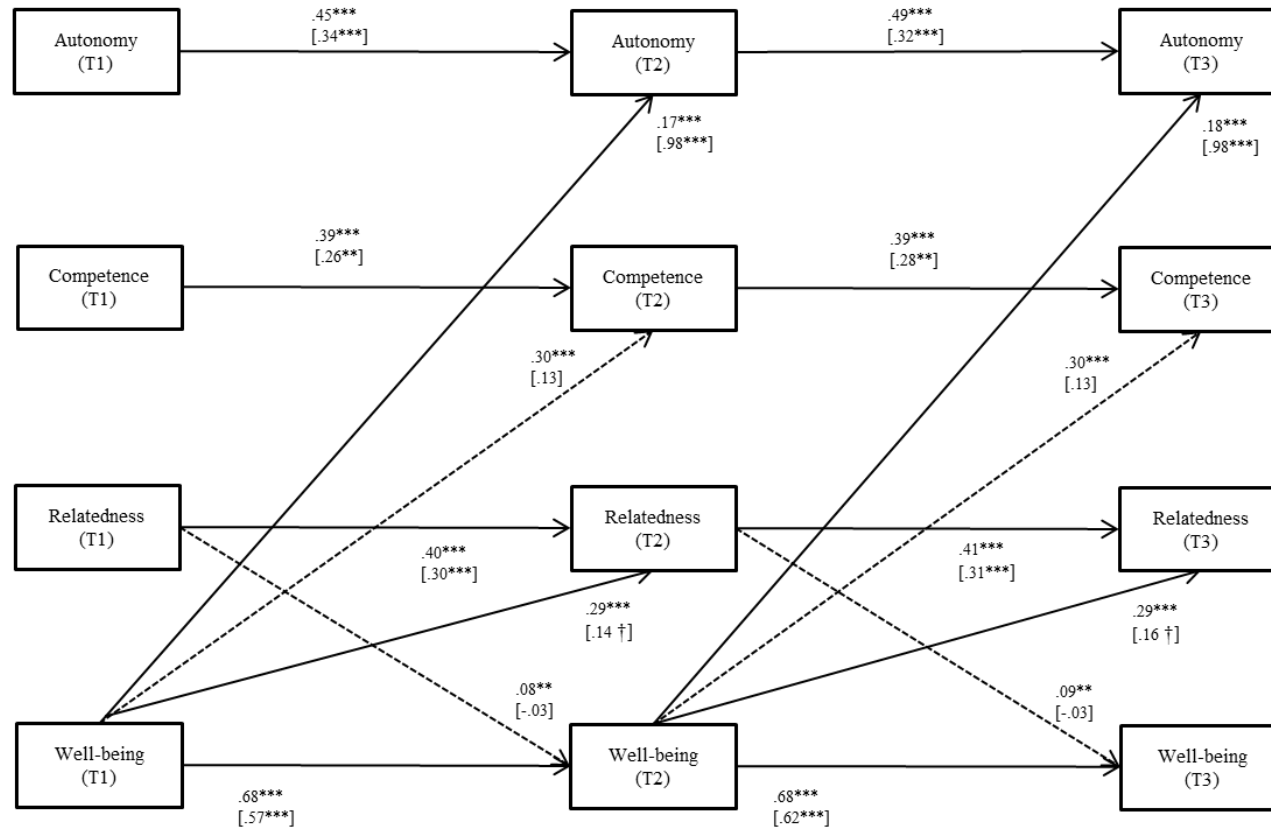 .45***
[.34***]
.49***
[.32***]
Autonomy
(T1)
Autonomy
(T2)
Autonomy
(T3)
.17***
[.98***]
.18***
[.98***]
.39***
[.26**]
.39***
[.28**]
Competence
(T1)
Competence
(T2)
Competence
(T3)
.30***
[.13]
.30***
[.13]
Relatedness
(T1)
Relatedness
(T2)
Relatedness
(T3)
.40***
[.30***]
.41***
[.31***]
.29***
[.14 †]
.29***
[.16 †]
.08**
[-.03]
.09**
[-.03]
Well-being
(T1)
Well-being
(T2)
Well-being
(T3)
.68***
[.57***]
.68***
[.62***]